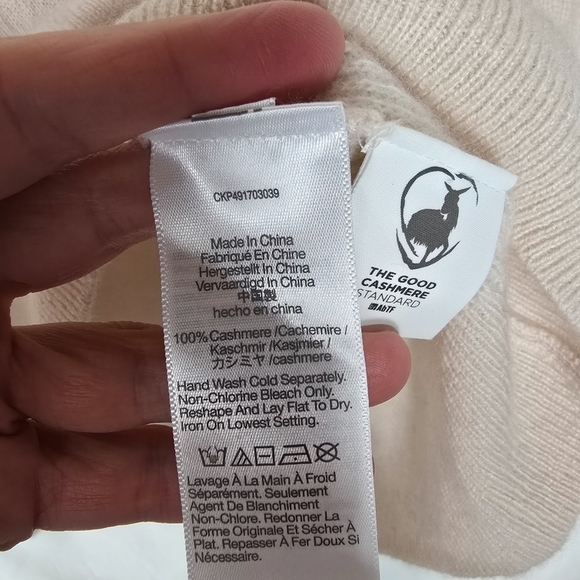 CKP491703039
Made In China
Fabriqué En Chine
Hergestellt In China
Vervaardigd In China
中国製
hecho en china
100% Cashmere /Cachemire /
Kaschmir /Kasjmier /
カシミヤ /cashmere
Hand Wash Cold Separately.
Non-Chlorine Bleach Only.
Reshape And Lay Flat To Dry.
Iron On Lowest Setting.
Lavage À La Main À Froid
Séparément. Seulement
Agent De Blanchiment
Non-Chlore. Redonner La
Forme Originale Et Sécher À
Plat. Repasser À Fer Doux Si
Nécessaire.
THE GOOD
CASHMERE
STANDARD
AbTF